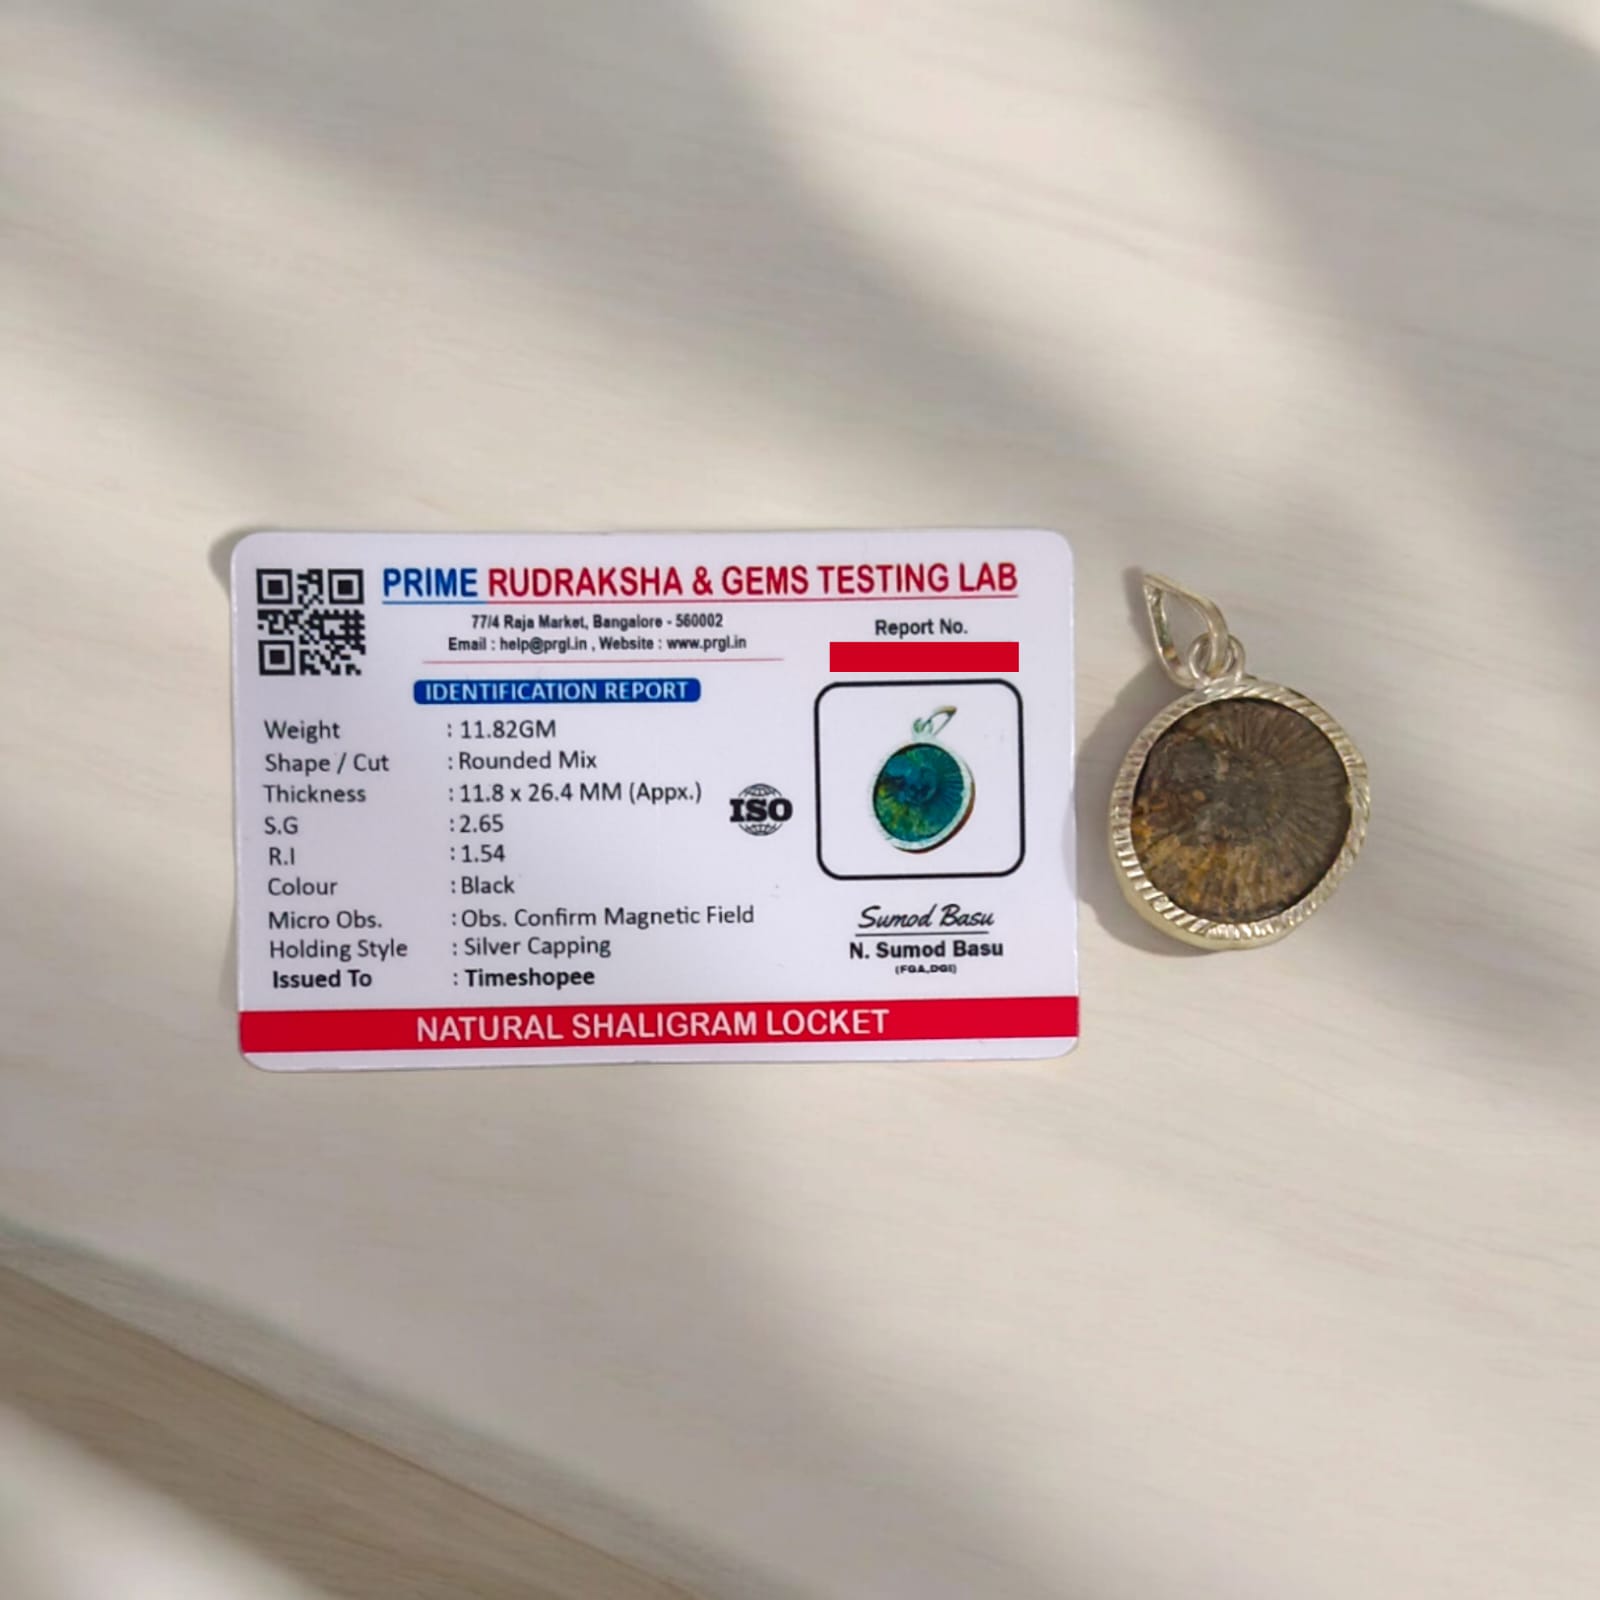 PRIME RUDRAKSHA & GEMS TESTING LAB
77/4 Raja Market, Bangalore - 560002
Email : help@prgl.in , Website : www.prgl.in
Report No.
IDENTIFICATION REPORT
Weight : 11.82GM
Shape / Cut : Rounded Mix
Thickness : 11.8 x 26.4 MM (Appx.)
S.G : 2.65
R.I : 1.54
Colour : Black
Micro Obs. : Obs. Confirm Magnetic Field
Holding Style : Silver Capping
Issued To : Timeshopee
ISO
Sumod Basu
N. Sumod Basu
(FGA,DGI)
NATURAL SHALIGRAM LOCKET